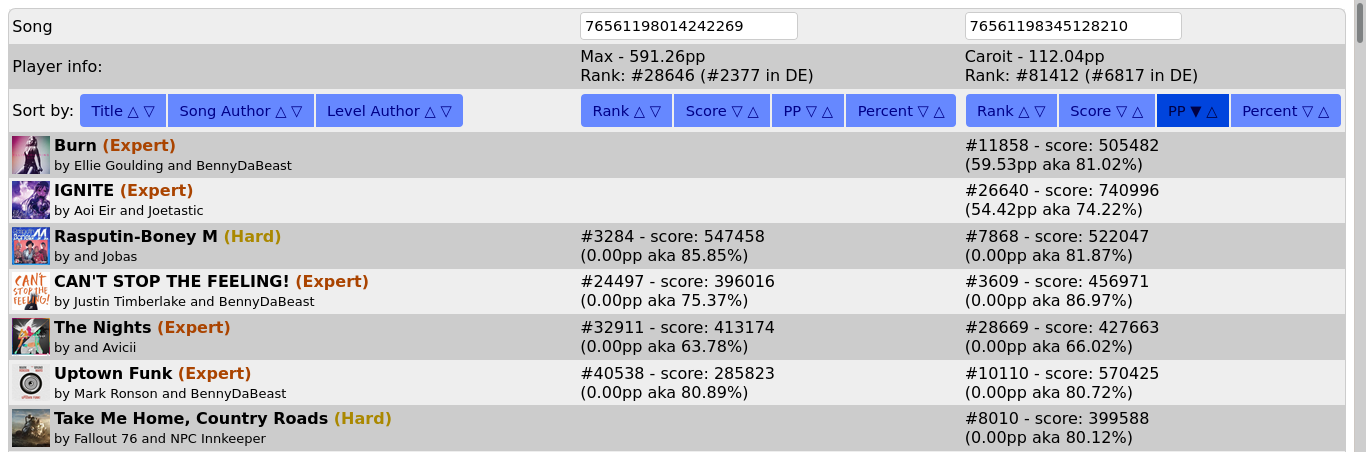 Song 76561198014242269 76561198345128210
Player info: Max - 591.26pp Caroit - 112.04pp
Rank: #28646 (#2377 in DE) Rank: #81412 (#6817 in DE)
Sort by: Title △ ▽ Song Author △ ▽ Level Author △ ▽ Rank △ ▽ Score ▽ △ PP ▽ △ Percent ▽ △ Rank △ ▽ Score ▽ △ PP ▼ △ Percent ▽ △
Burn (Expert) #11858 - score: 505482
by Ellie Goulding and BennyDaBeast (59.53pp aka 81.02%)
IGNITE (Expert) #26640 - score: 740996
by Aoi Eir and Joetastic (54.42pp aka 74.22%)
Rasputin-Boney M (Hard) #3284 - score: 547458 #7868 - score: 522047
by and Jobas (0.00pp aka 85.85%) (0.00pp aka 81.87%)
CAN'T STOP THE FEELING! (Expert) #24497 - score: 396016 #3609 - score: 456971
by Justin Timberlake and BennyDaBeast (0.00pp aka 75.37%) (0.00pp aka 86.97%)
The Nights (Expert) #32911 - score: 413174 #28669 - score: 427663
by and Avicii (0.00pp aka 63.78%) (0.00pp aka 66.02%)
Uptown Funk (Expert) #40538 - score: 285823 #10110 - score: 570425
by Mark Ronson and BennyDaBeast (0.00pp aka 80.89%) (0.00pp aka 80.72%)
Take Me Home, Country Roads (Hard) #8010 - score: 399588
by Fallout 76 and NPC Innkeeper (0.00pp aka 80.12%)